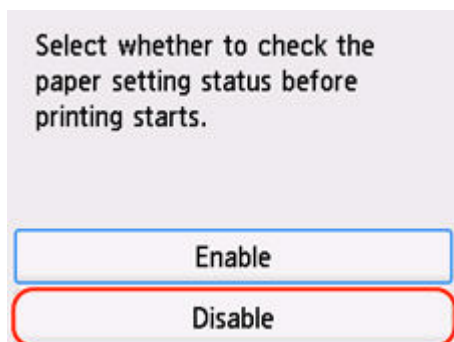 Select whether to check the
paper setting status before
printing starts.
Enable
Disable